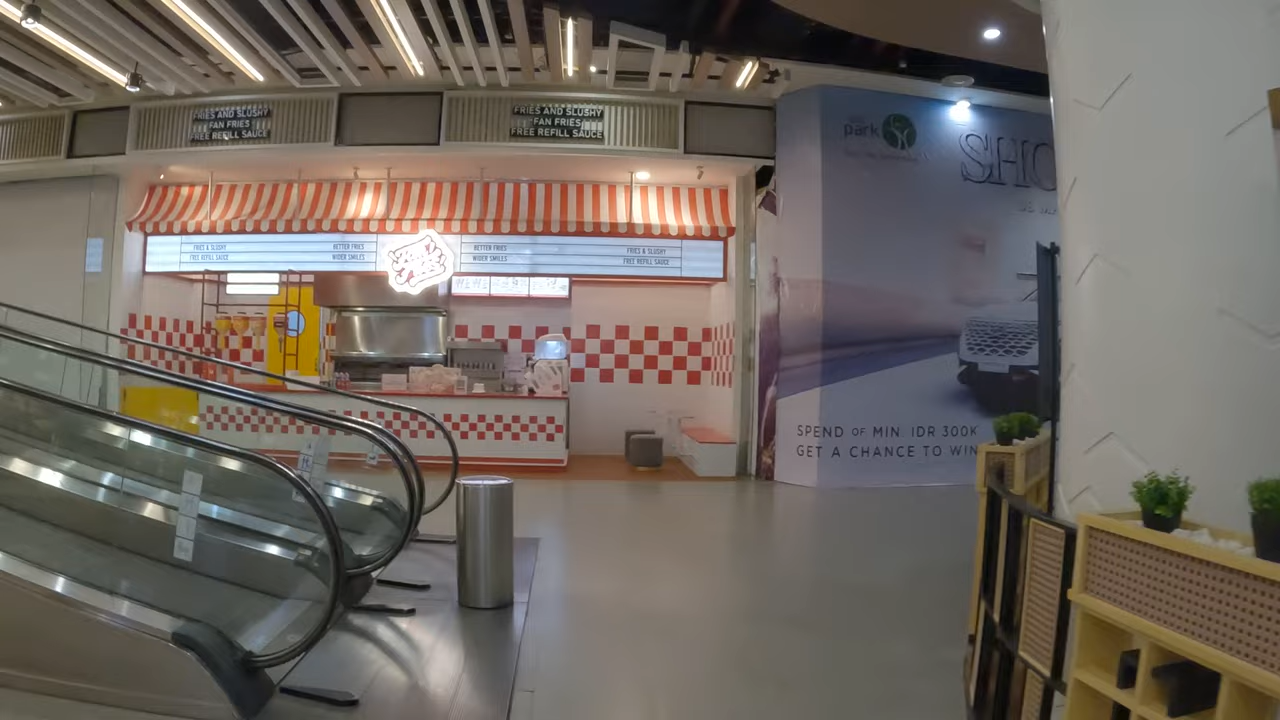 FRIES AND SLUSHY
FAN FRIES
FREE REFILL SAUCE
FRIES AND SLUSHY
FAN FRIES
FREE REFILL SAUCE
FRIES & SLUSHY
FREE REFILL SAUCE
BETTER FRIES
WIDER SMILES
BETTER FRIES
WIDER SMILES
FRIES & SLUSHY
FREE REFILL SAUCE
park
SHO
SPEND OF MIN. IDR 300K
GET A CHANCE TO WIN